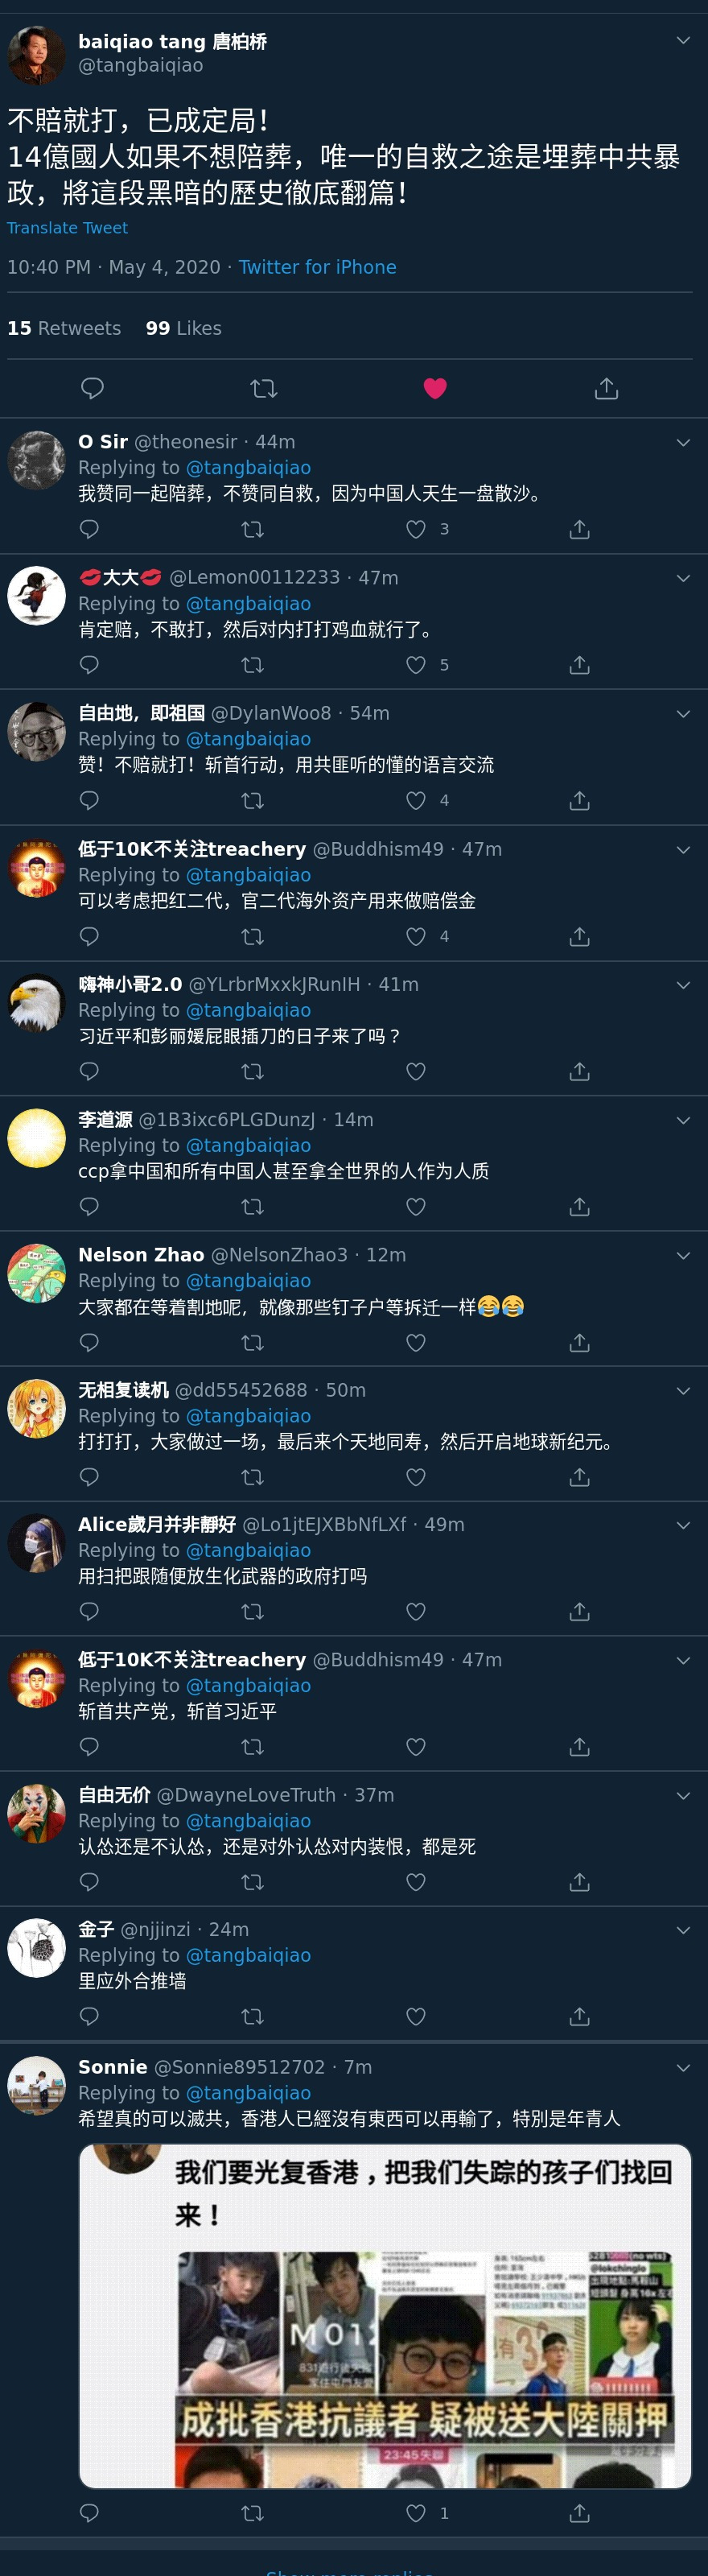 baiqiao tang 唐柏桥
@tangbaiqiao
不賠就打，已成定局！
14億國人如果不想陪葬，唯一的自救之途是埋葬中共暴
政，將這段黑暗的歷史徹底翻篇！
Translate Tweet
10:40 PM · May 4, 2020 · Twitter for iPhone
15 Retweets 99 Likes
O Sir @theonesir · 44m
Replying to @tangbaiqiao
我赞同一起陪葬，不赞同自救，因为中国人天生一盘散沙。
3
💋大大💋 @Lemon00112233 · 47m
Replying to @tangbaiqiao
肯定赔，不敢打，然后对内打打鸡血就行了。
5
自由地，即祖国 @DylanWoo8 · 54m
Replying to @tangbaiqiao
赞！不赔就打！斩首行动，用共匪听的懂的语言交流
4
低于10K不关注treachery @Buddhism49 · 47m
Replying to @tangbaiqiao
可以考虑把红二代，官二代海外资产用来做赔偿金
4
嗨神小哥2.0 @YLrbrMxxkJRunIH · 41m
Replying to @tangbaiqiao
习近平和彭丽媛屁眼插刀的日子来了吗？
李道源 @1B3ixc6PLGDunzJ · 14m
Replying to @tangbaiqiao
ccp拿中国和所有中国人甚至拿全世界的人作为人质
Nelson Zhao @NelsonZhao3 · 12m
Replying to @tangbaiqiao
大家都在等着割地呢，就像那些钉子户等拆迁一样😂😂
无相复读机 @dd55452688 · 50m
Replying to @tangbaiqiao
打打打，大家做过一场，最后来个天地同寿，然后开启地球新纪元。
Alice歲月并非靜好 @Lo1jtEJXBbNfLXf · 49m
Replying to @tangbaiqiao
用扫把跟随便放生化武器的政府打吗
低于10K不关注treachery @Buddhism49 · 47m
Replying to @tangbaiqiao
斩首共产党，斩首习近平
自由无价 @DwayneLoveTruth · 37m
Replying to @tangbaiqiao
认怂还是不认怂，还是对外认怂对内装恨，都是死
金子 @njjinzi · 24m
Replying to @tangbaiqiao
里应外合推墙
Sonnie @Sonnie89512702 · 7m
Replying to @tangbaiqiao
希望真的可以滅共，香港人已經沒有東西可以再輸了，特別是年青人
我们要光复香港，把我们失踪的孩子们找回
来！
@lokchinglo
M012
成批香港抗議者 疑被送大陸關押
23:45失聯
1
Show more replies